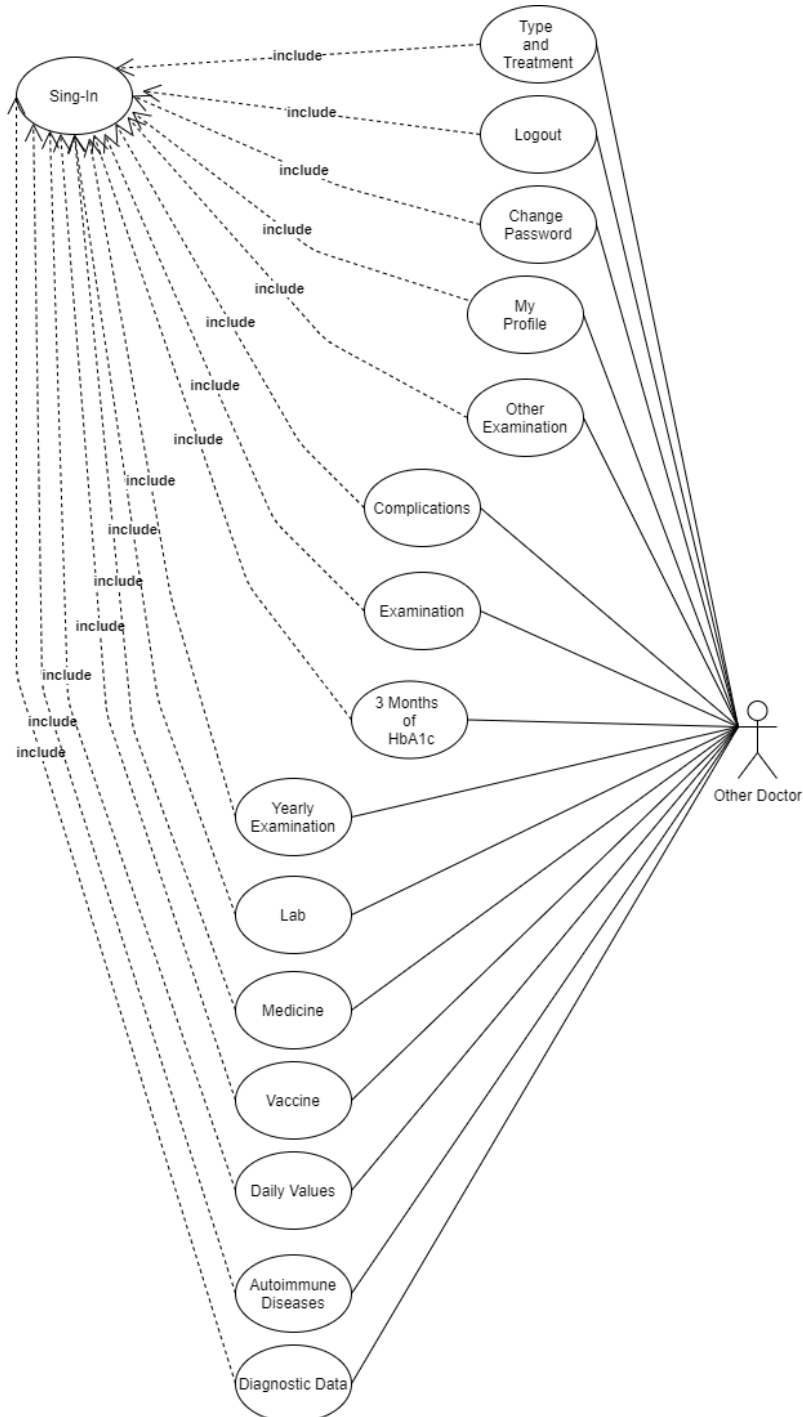 Type
and
Treatment
include
Sing-In
include
Logout
include
Change
Password
include
My
Profile
include
include
Other
Examination
include
include
Complications
include
include
Examination
include
include
include
3 Months
of
HbA1c
include
include
Other Doctor
Yearly
Examination
Lab
Medicine
Vaccine
Daily Values
Autoimmune
Diseases
Diagnostic Data